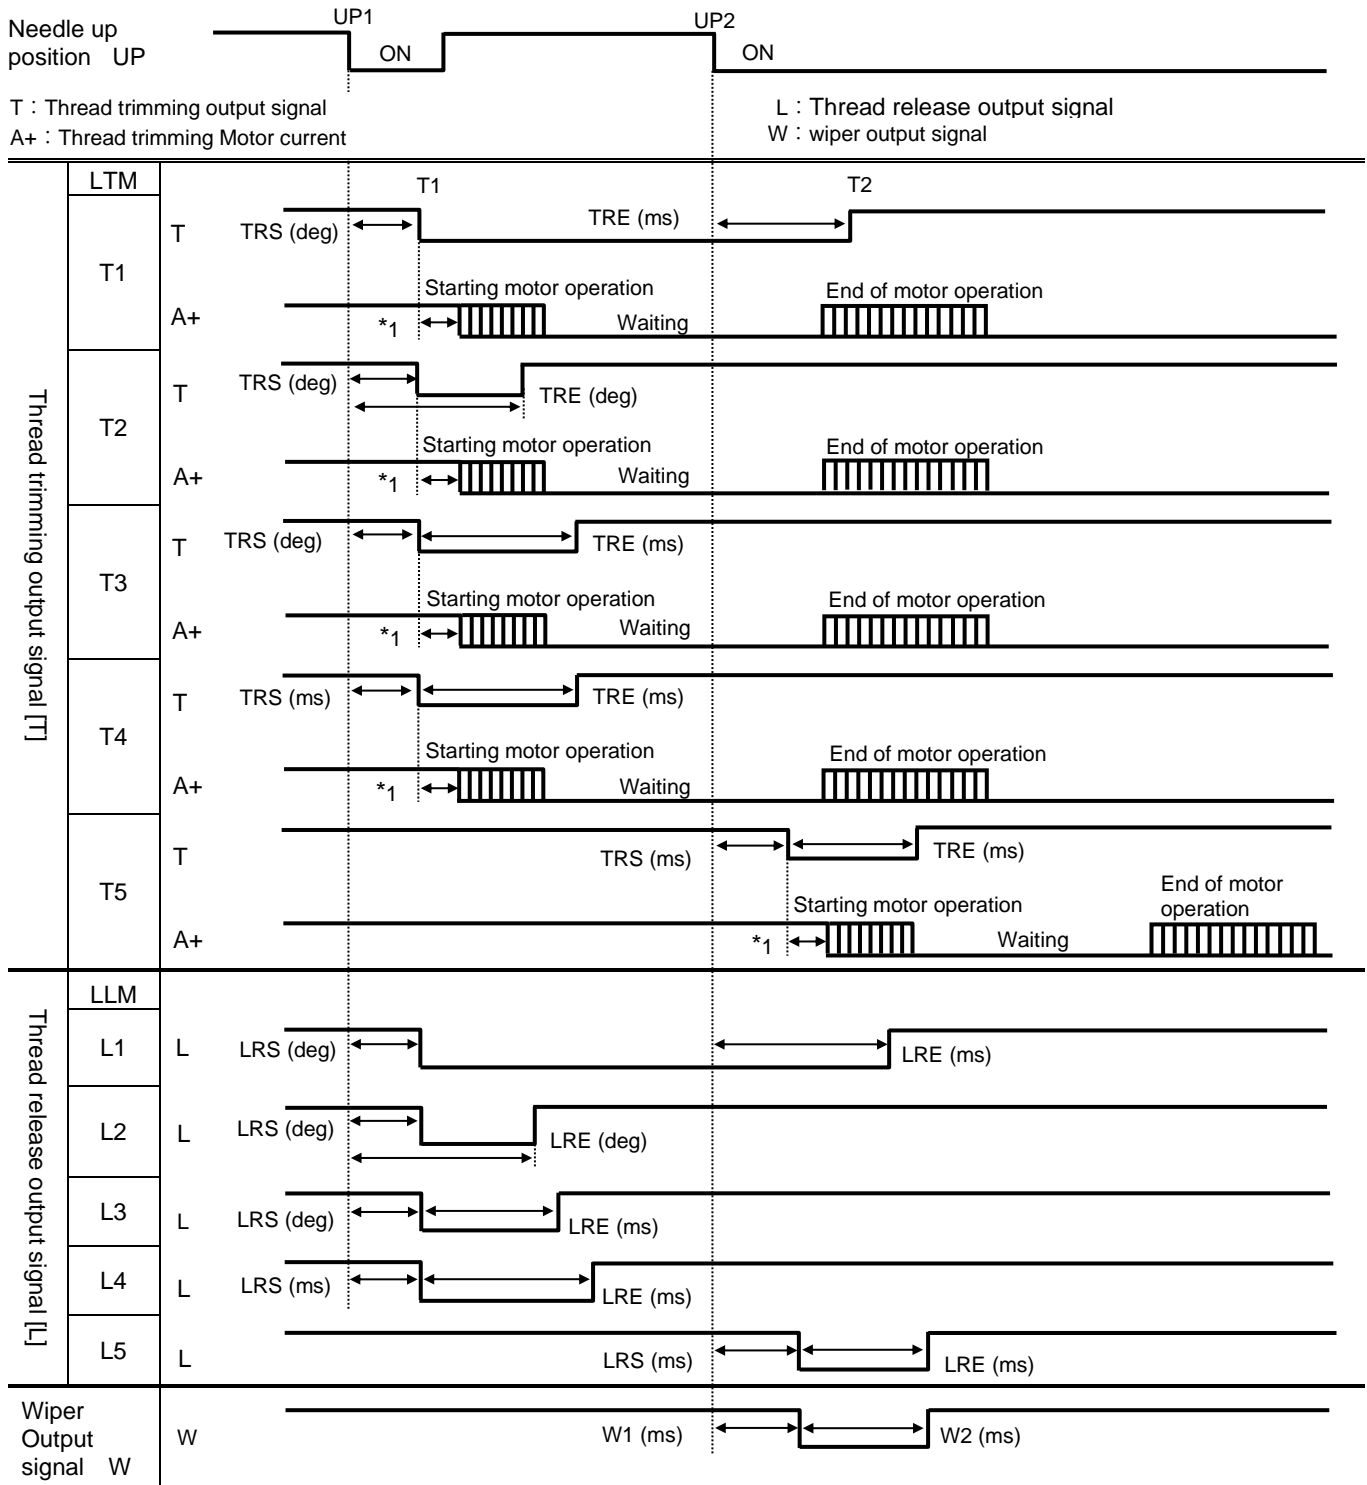 UP1
UP2
Needle up
position UP
ON
ON
T：Thread trimming output signal
L：Thread release output signal
A+：Thread trimming Motor current
W：wiper output signal
Thread trimming output signal [T]
LTM
T1
T2
T1
T
TRS (deg)
TRE (ms)
A+
*1
Starting motor operation
Waiting
End of motor operation
T2
T
TRS (deg)
TRE (deg)
A+
*1
Starting motor operation
Waiting
End of motor operation
T3
T
TRS (deg)
TRE (ms)
A+
*1
Starting motor operation
Waiting
End of motor operation
T4
T
TRS (ms)
TRE (ms)
A+
*1
Starting motor operation
Waiting
End of motor operation
T5
T
TRS (ms)
TRE (ms)
A+
*1
Starting motor operation
Waiting
End of motor
operation
Thread release output signal [L]
LLM
L1
L
LRS (deg)
LRE (ms)
L2
L
LRS (deg)
LRE (deg)
L3
L
LRS (deg)
LRE (ms)
L4
L
LRS (ms)
LRE (ms)
L5
L
LRS (ms)
LRE (ms)
Wiper
Output
signal W
W
W1 (ms)
W2 (ms)